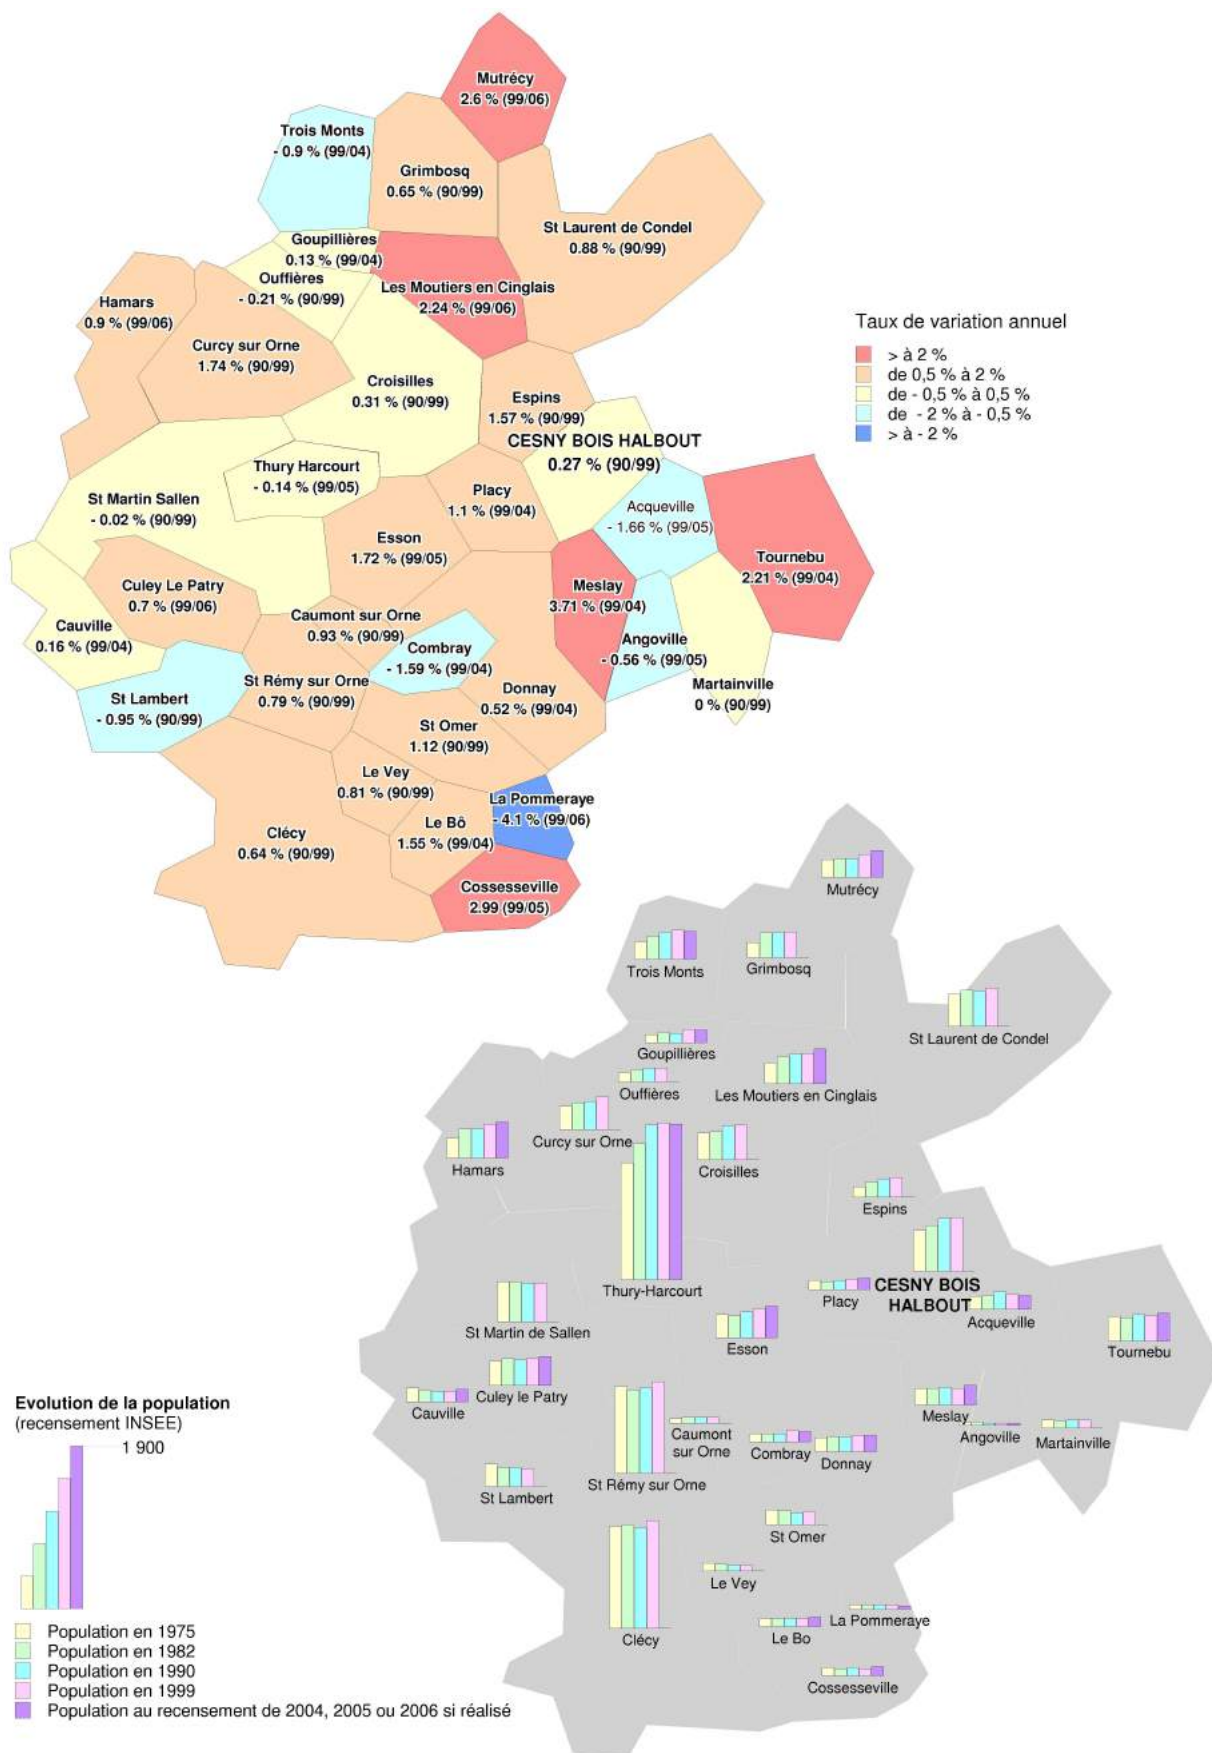 Mutrécy
2.6 % (99/06)
Trois Monts
- 0.9 % (99/04)
Grimbosq
0.65 % (90/99)
St Laurent de Condel
0.88 % (90/99)
Goupillières
0.13 % (99/04)
Ouffières
- 0.21 % (90/99)
Les Moutiers en Cinglais
2.24 % (99/06)
Hamars
0.9 % (99/06)
Curcy sur Orne
1.74 % (90/99)
Croisilles
0.31 % (90/99)
Espins
1.57 % (90/99)
CESNY BOIS HALBOUT
0.27 % (90/99)
Thury Harcourt
- 0.14 % (99/05)
St Martin Sallen
- 0.02 % (90/99)
Placy
1.1 % (99/04)
Acqueville
- 1.66 % (99/05)
Esson
1.72 % (99/05)
Tournebu
2.21 % (99/04)
Culey Le Patry
0.7 % (99/06)
Meslay
3.71 % (99/04)
Caumont sur Orne
0.93 % (90/99)
Cauville
0.16 % (99/04)
Combray
- 1.59 % (99/04)
Angoville
- 0.56 % (99/05)
St Lambert
- 0.95 % (90/99)
St Rémy sur Orne
0.79 % (90/99)
Donnay
0.52 % (99/04)
Martainville
0 % (90/99)
St Omer
1.12 (90/99)
Le Vey
0.81 % (90/99)
La Pommeraye
- 4.1 % (99/06)
Clécy
0.64 % (90/99)
Le Bô
1.55 % (99/04)
Cossesseville
2.99 (99/05)
Taux de variation annuel
> à 2 %
de 0,5 % à 2 %
de - 0,5 % à 0,5 %
de - 2 % à - 0,5 %
> à - 2 %
Mutrécy
Trois Monts
Grimbosq
St Laurent de Condel
Goupillières
Ouffières
Les Moutiers en Cinglais
Curcy sur Orne
Hamars
Croisilles
Espins
Thury-Harcourt
Placy
CESNY BOIS
HALBOUT
Acqueville
St Martin de Sallen
Esson
Tournebu
Culey le Patry
Cauville
Meslay
Angoville
Martainville
Caumont
sur Orne
Combray
Donnay
St Rémy sur Orne
St Lambert
St Omer
Le Vey
La Pommeraye
Le Bo
Clécy
Cossesseville
Evolution de la population
(recensement INSEE)
1 900
Population en 1975
Population en 1982
Population en 1990
Population en 1999
Population au recensement de 2004, 2005 ou 2006 si réalisé